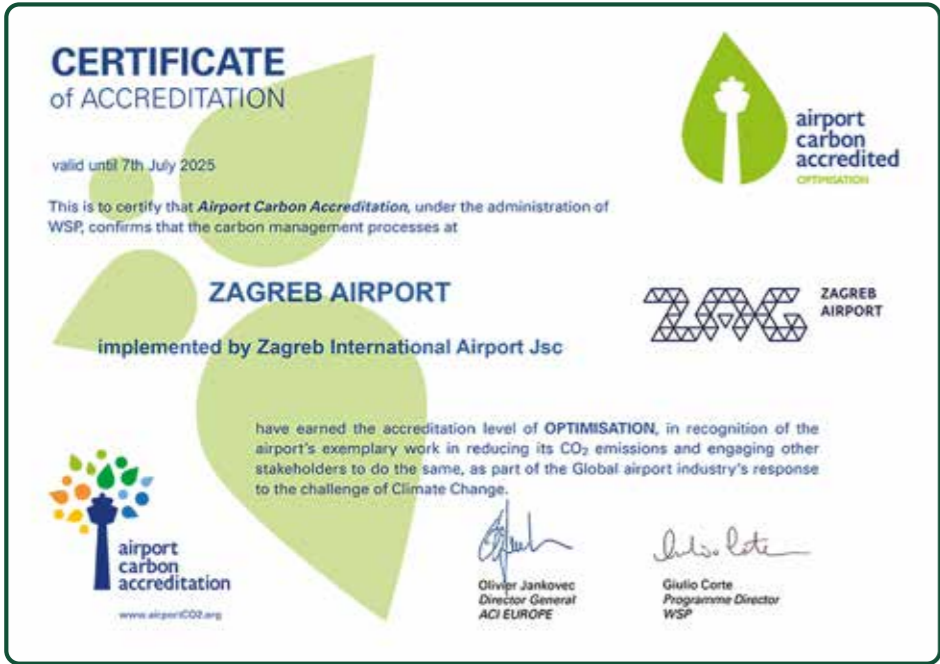 CERTIFICATE
of ACCREDITATION
valid until 7th July 2025
This is to certify that Airport Carbon Accreditation, under the administration of
WSP, confirms that the carbon management processes at
airport
carbon
accredited
OPTIMISATION
ZAGREB AIRPORT
implemented by Zagreb International Airport Jsc
ZAG
ZAGREB
AIRPORT
have earned the accreditation level of OPTIMISATION, in recognition of the
airport's exemplary work in reducing its CO₂ emissions and engaging other
stakeholders to do the same, as part of the Global airport industry's response
to the challenge of Climate Change.
airport
carbon
accreditation
www.airportCO2.org
Olivier Jankovec
Director General
ACI EUROPE
Giulio Corte
Programme Director
WSP